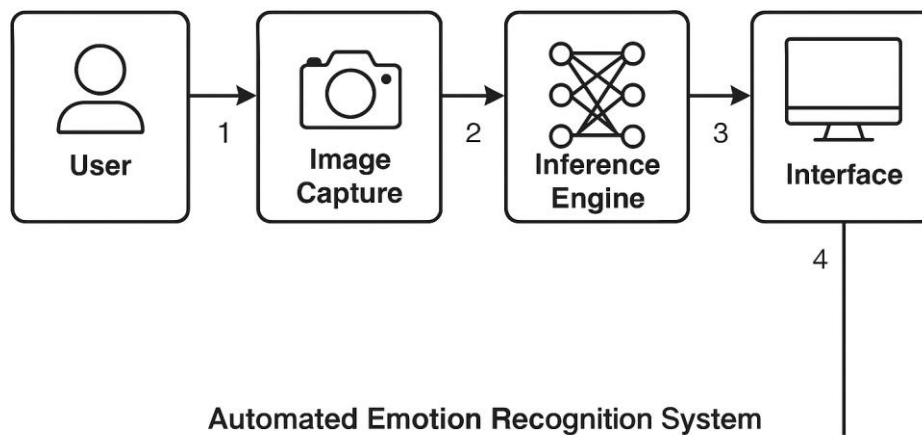 1
2
3
User
Image
Capture
Inference
Engine
Interface
4
Automated Emotion Recognition System